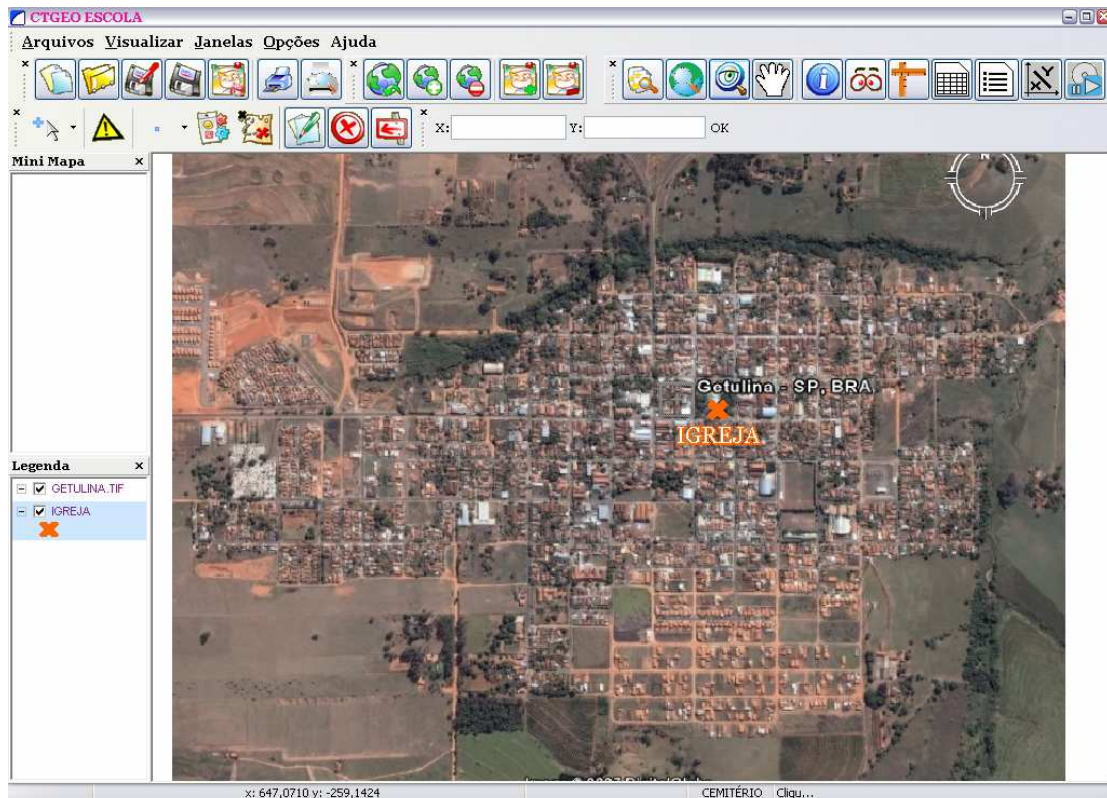 CTGEO ESCOLA
Arquivos Visualizar Janelas Opções Ajuda
X: Y: OK
Mini Mapa x
N
Getulina - SP, BRA
IGREJA
Legenda x
GETULINA.TIF
IGREJA
x: 647,0710 y: -259,1424 CEMITÉRIO Cliqu...